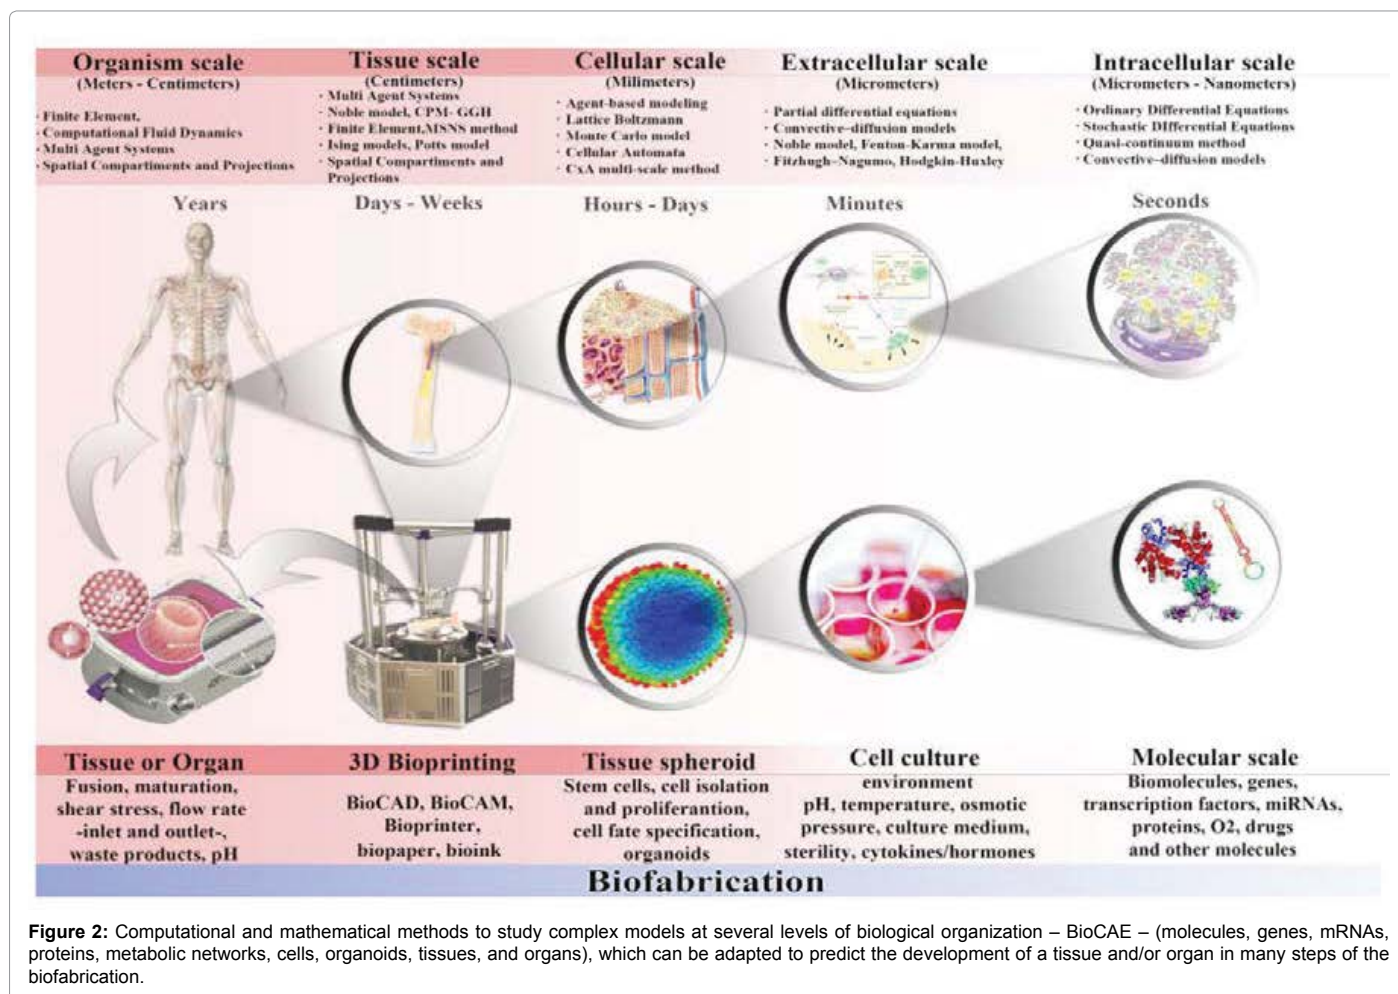 Organism scale
(Meters - Centimeters)
· Finite Element,
· Computational Fluid Dynamics
· Multi Agent Systems
· Spatial Compartments and Projections
Years
Tissue scale
(Centimeters)
· Multi Agent Systems
· Noble model, CPM- GGH
· Finite Element,MSNS method
· Ising models, Potts model
· Spatial Compartments and
Projections
Days - Weeks
Cellular scale
(Milimeters)
· Agent-based modeling
· Lattice Boltzmann
· Monte Carlo model
· Cellular Automata
· CxA multi-scale method
Hours - Days
Extracellular scale
(Micrometers)
· Partial differential equations
· Convective–diffusion models
· Noble model, Fenton-Karma model,
· Fitzhugh–Nagumo, Hodgkin-Huxley
Minutes
Intracellular scale
(Micrometers - Nanometers)
· Ordinary Differential Equations
· Stochastic DIfferential Equations
· Quasi-continuum method
· Convective–diffusion models
Seconds
Tissue or Organ
Fusion, maturation,
shear stress, flow rate
-inlet and outlet-,
waste products, pH
3D Bioprinting
BioCAD, BioCAM,
Bioprinter,
biopaper, bioink
Tissue spheroid
Stem cells, cell isolation
and proliferantion,
cell fate specification,
organoids
Cell culture
environment
pH, temperature, osmotic
pressure, culture medium,
sterility, cytokines/hormones
Molecular scale
Biomolecules, genes,
transcription factors, miRNAs,
proteins, O2, drugs
and other molecules
Biofabrication
Figure 2: Computational and mathematical methods to study complex models at several levels of biological organization – BioCAE – (molecules, genes, mRNAs,
proteins, metabolic networks, cells, organoids, tissues, and organs), which can be adapted to predict the development of a tissue and/or organ in many steps of the
biofabrication.